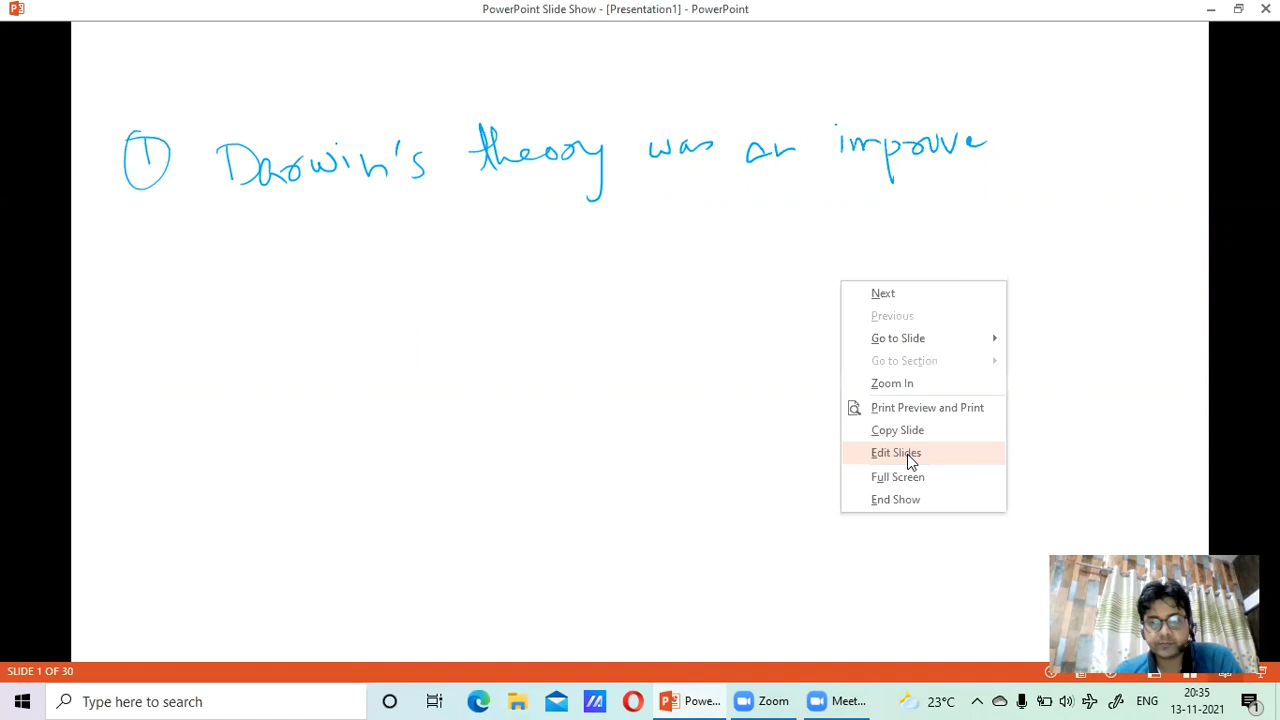 PowerPoint Slide Show - [Presentation1] - PowerPoint
① Darwin's theory was an improve
Next
Previous
Go to Slide
Go to Section
Zoom In
Print Preview and Print
Copy Slide
Edit Slides
Full Screen
End Show
SLIDE 1 OF 30
Type here to search
Powe...
Zoom
Meet...
23°C
ENG
20:35
13-11-2021
1